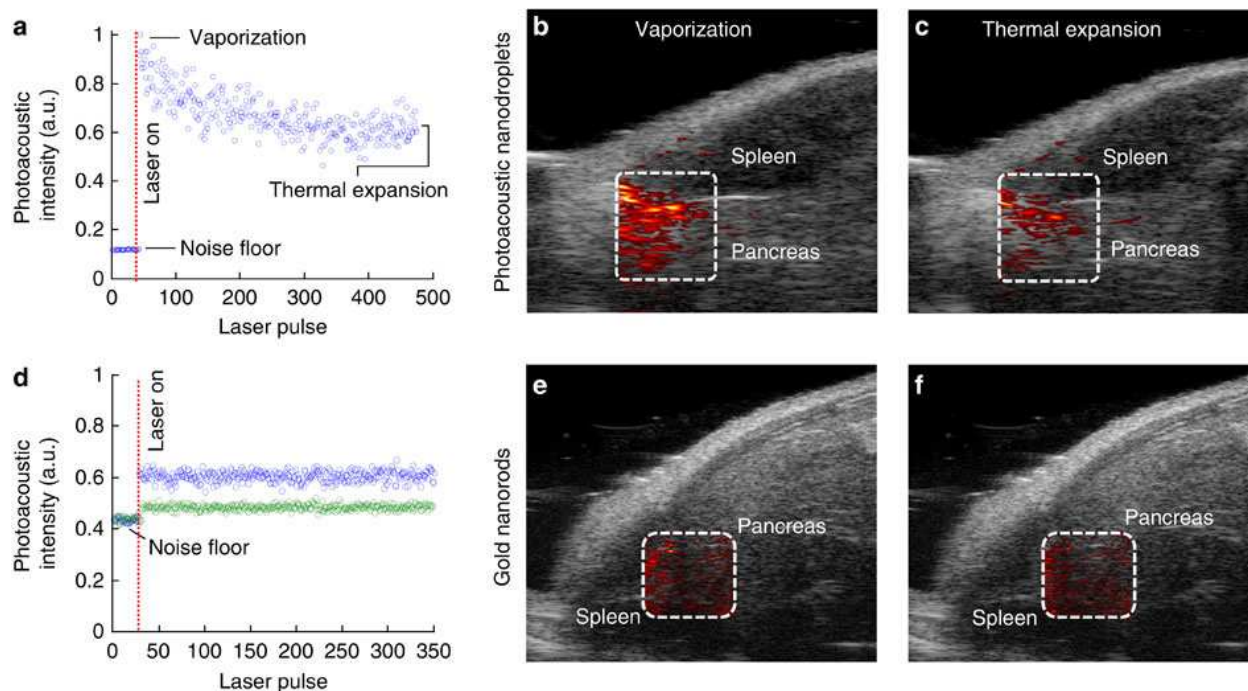 a
Photoacoustic
intensity (a.u.)
1
0.8
0.6
0.4
0.2
0
Vaporization
Laser on
Thermal expansion
Noise floor
0 100 200 300 400 500
Laser pulse
Photoacoustic nanodroplets
b
Vaporization
Spleen
Pancreas
c
Thermal expansion
Spleen
Pancreas
d
Photoacoustic
intensity (a.u.)
1
0.8
0.6
0.4
0.2
0
Laser on
Noise floor
0 50 100 150 200 250 300 350
Laser pulse
Gold nanorods
e
Pancreas
Spleen
f
Pancreas
Spleen